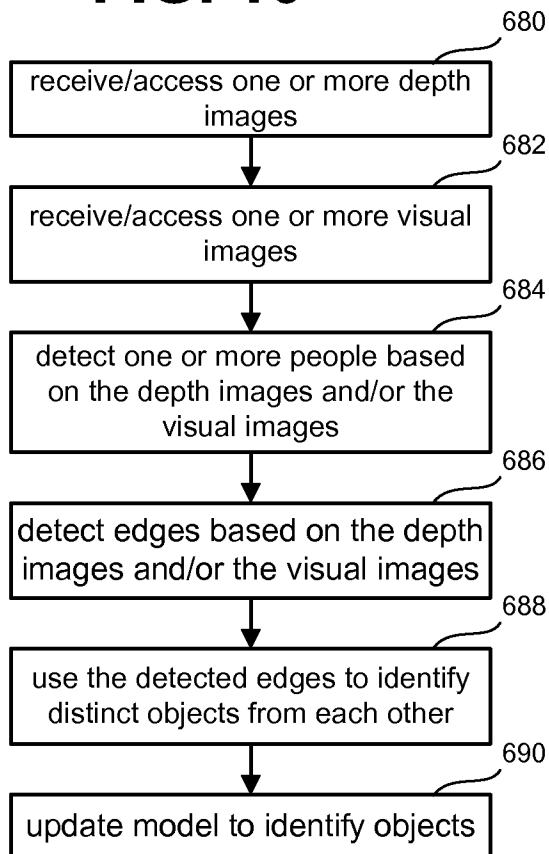 680
receive/access one or more depth
images
682
receive/access one or more visual
images
684
detect one or more people based
on the depth images and/or the
visual images
686
detect edges based on the depth
images and/or the visual images
688
use the detected edges to identify
distinct objects from each other
690
update model to identify objects